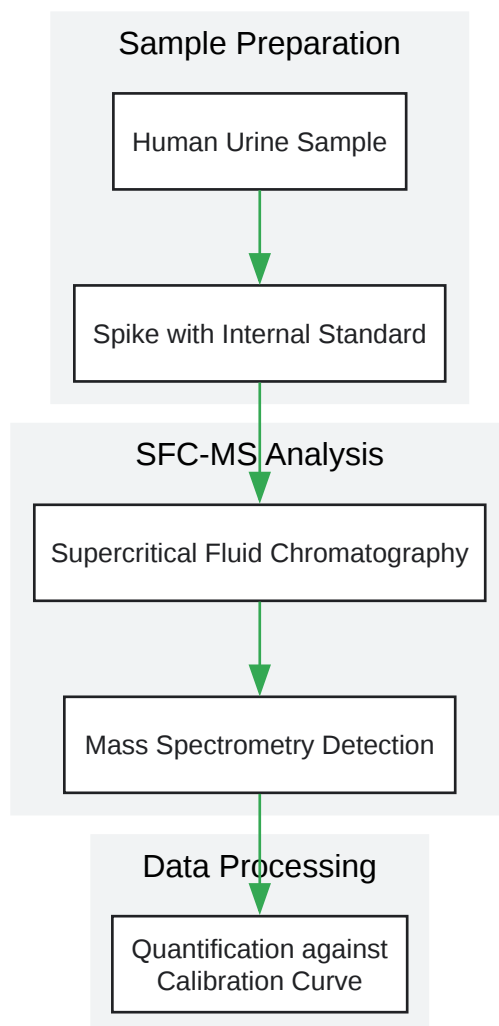 Sample Preparation
Human Urine Sample
Spike with Internal Standard
SFC-MS Analysis
Supercritical Fluid Chromatography
Mass Spectrometry Detection
Data Processing
Quantification against
Calibration Curve